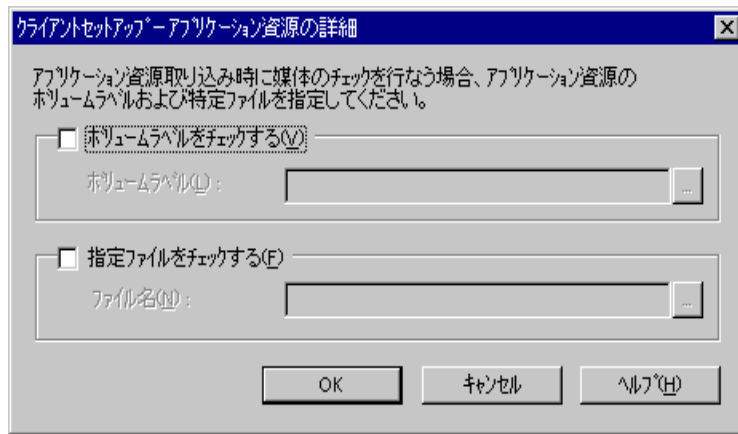 クライアントセットアップ－アプリケーション資源の詳細
アプリケーション資源取り込み時に媒体のチェックを行なう場合、アプリケーション資源の
ボリュームラベルおよび特定ファイルを指定してください。
ボリュームラベルをチェックする(V)
ボリュームラベル(L)：
...
指定ファイルをチェックする(F)
ファイル名(N)：
...
OK
キャンセル
ヘルプ(H)